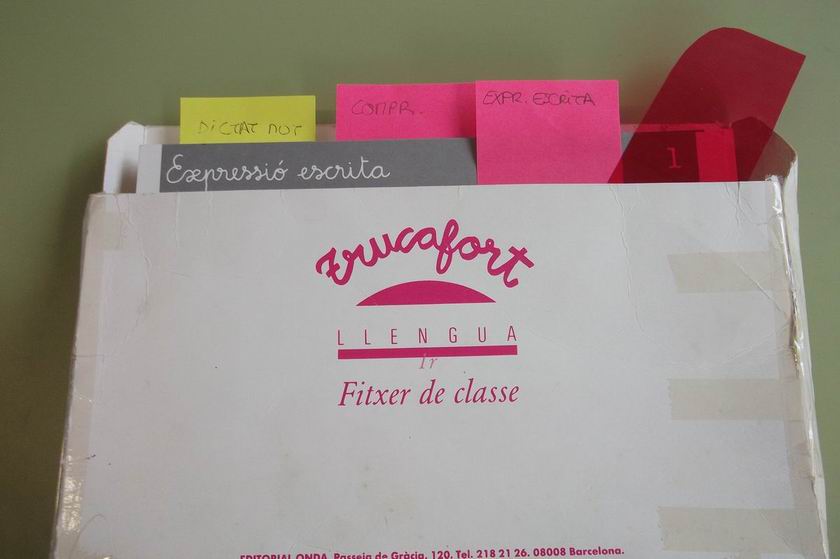 DICTAT MUT
COMPR.
EXPR. ESCRITA
Expressió escrita
1
Trucafort
LLENGUA
1r
Fitxer de classe
EDITORIAL ONDA. Passeig de Gràcia, 120. Tel. 218 21 26. 08008 Barcelona.